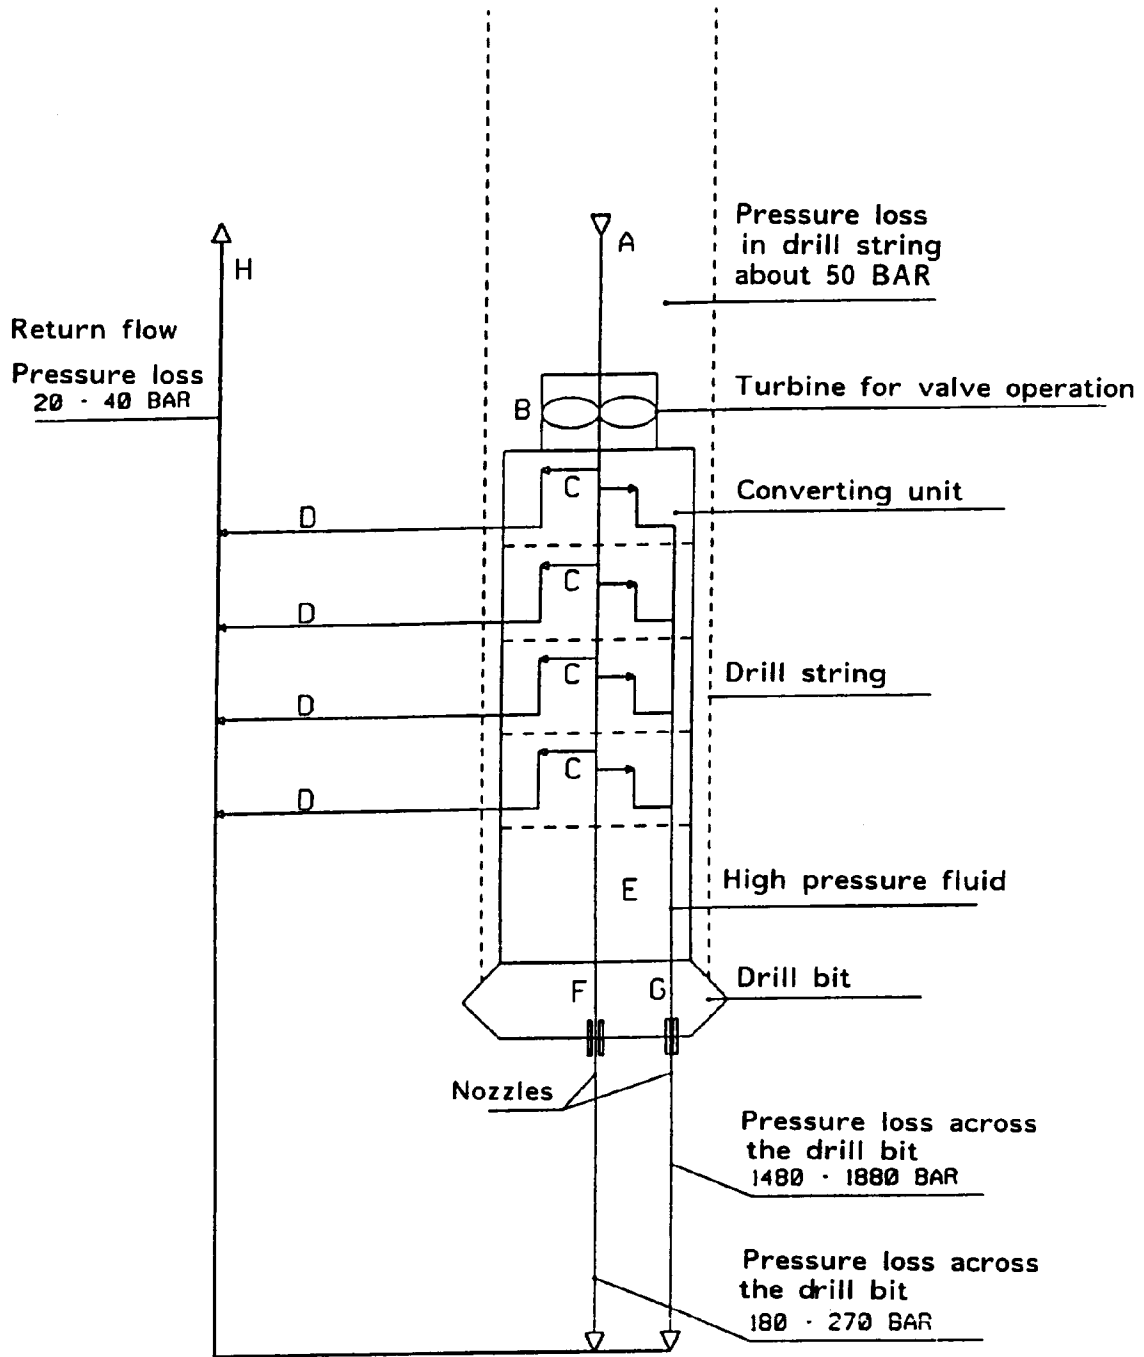 Pressure loss
in drill string
about 50 BAR
A
H
Return flow
Pressure loss
20 - 40 BAR
B
Turbine for valve operation
C
Converting unit
D
C
D
C
Drill string
D
C
D
E
High pressure fluid
F
G
Drill bit
Nozzles
Pressure loss across
the drill bit
1480 - 1880 BAR
Pressure loss across
the drill bit
180 - 270 BAR